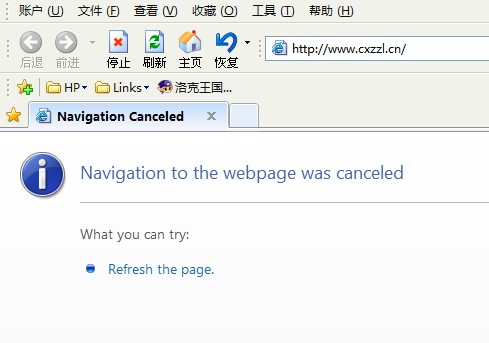 账户 (U) 文件 (F) 查看 (V) 收藏 (O) 工具 (T) 帮助 (H)
后退 前进 停止 刷新 主页 恢复 http://www.cxzzl.cn/
HP Links 洛克王国...
Navigation Canceled x
Navigation to the webpage was canceled
What you can try:
Refresh the page.